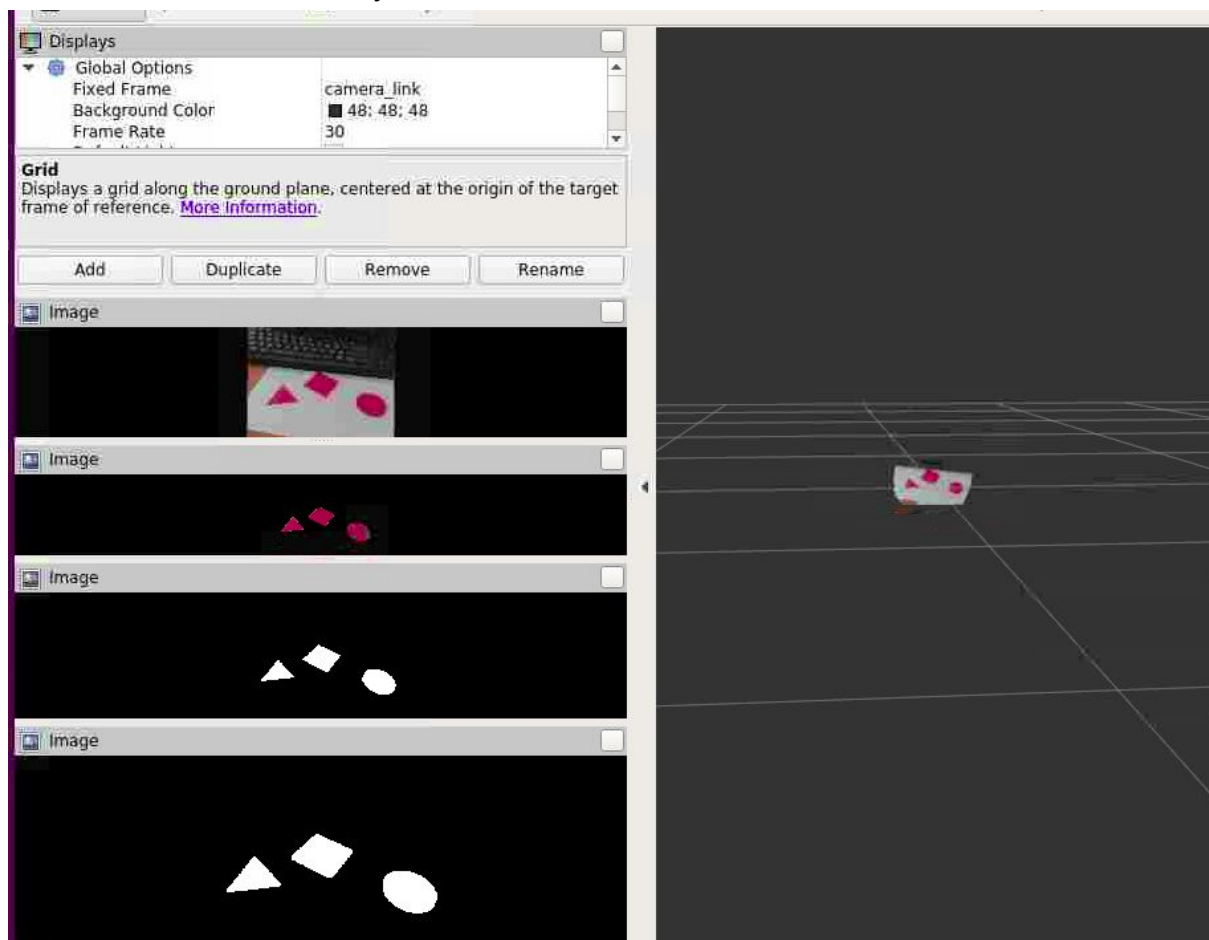 Displays
Global Options
Fixed Frame camera_link
Background Color 48; 48; 48
Frame Rate 30
Grid
Displays a grid along the ground plane, centered at the origin of the target
frame of reference. More Information.
Add Duplicate Remove Rename
Image
Image
Image
Image